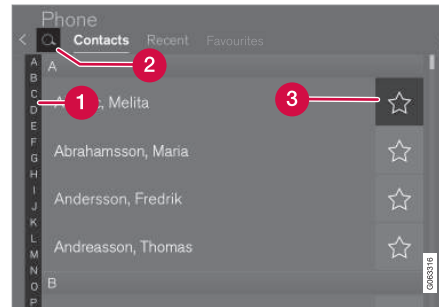 Phone
Contacts Recent Favourites
A
B
C
D
E
F
G
H
I
J
K
L
M
N
O
P
A
Melita
Abrahamsson, Maria
Andersson, Fredrik
Andreasson, Thomas
B
1
2
3
G063316